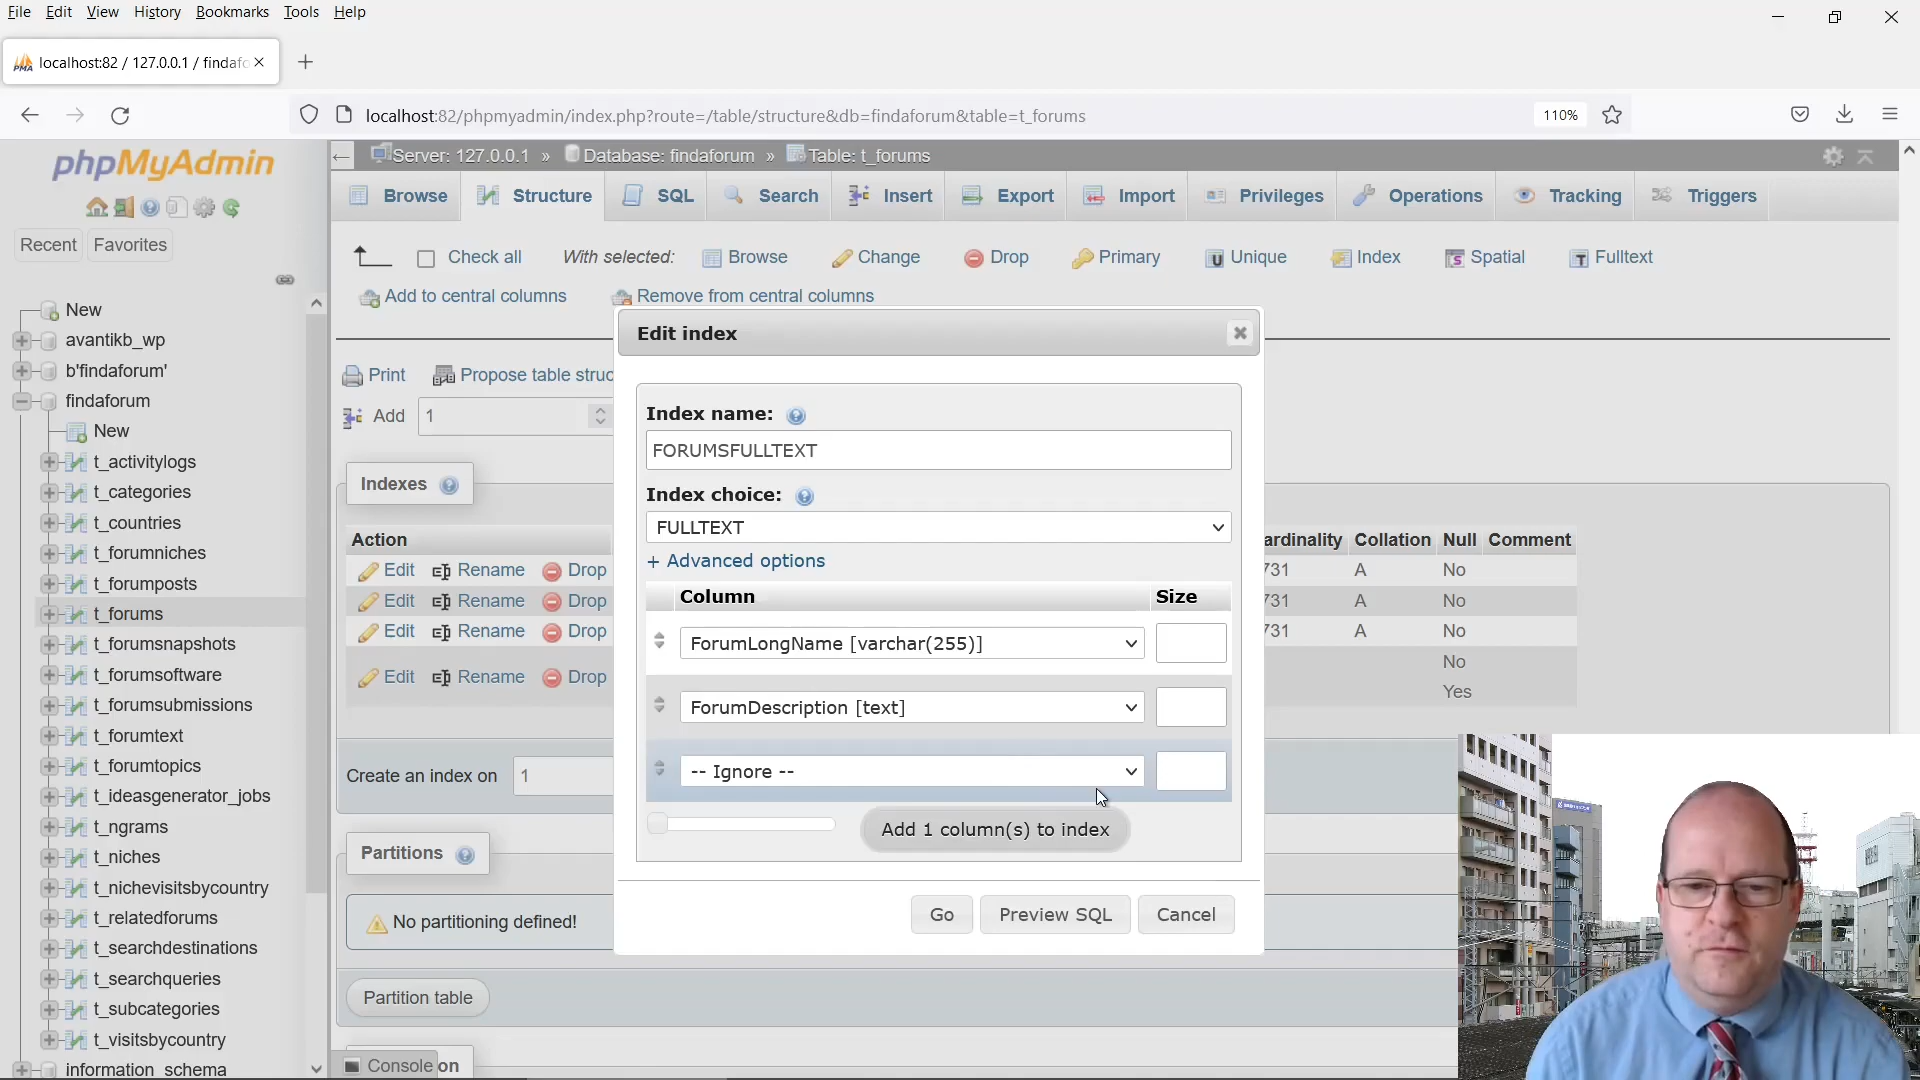 File Edit View History Bookmarks Tools Help
PMA localhost:82 / 127.0.0.1 / findafo
localhost:82/phpmyadmin/index.php?route=/table/structure&db=findaforum&table=t_forums 110%
phpMyAdmin
Recent Favorites
New
avantikb_wp
b'findaforum'
findaforum
New
t_activitylogs
t_categories
t_countries
t_forumniches
t_forumposts
t_forums
t_forumsnapshots
t_forumsoftware
t_forumsubmissions
t_forumtext
t_forumtopics
t_ideasgenerator_jobs
t_ngrams
t_niches
t_nichevisitsbycountry
t_relatedforums
t_searchdestinations
t_searchqueries
t_subcategories
t_visitsbycountry
information_schema
Server: 127.0.0.1 » Database: findaforum » Table: t_forums
Browse Structure SQL Search Insert Export Import Privileges Operations Tracking Triggers
Check all With selected: Browse Change Drop Primary Unique Index Spatial Fulltext
Add to central columns Remove from central columns
Print Propose table struc
Add 1
Indexes
Action ardinality Collation Null Comment
Edit Rename Drop 731 A No
Edit Rename Drop 731 A No
Edit Rename Drop 731 A No
Edit Rename Drop No
Yes
Create an index on 1
Partitions
No partitioning defined!
Partition table
Console on
Edit index
Index name:
FORUMSFULLTEXT
Index choice:
FULLTEXT
+ Advanced options
Column Size
ForumLongName [varchar(255)]
ForumDescription [text]
-- Ignore --
Add 1 column(s) to index
Go Preview SQL Cancel